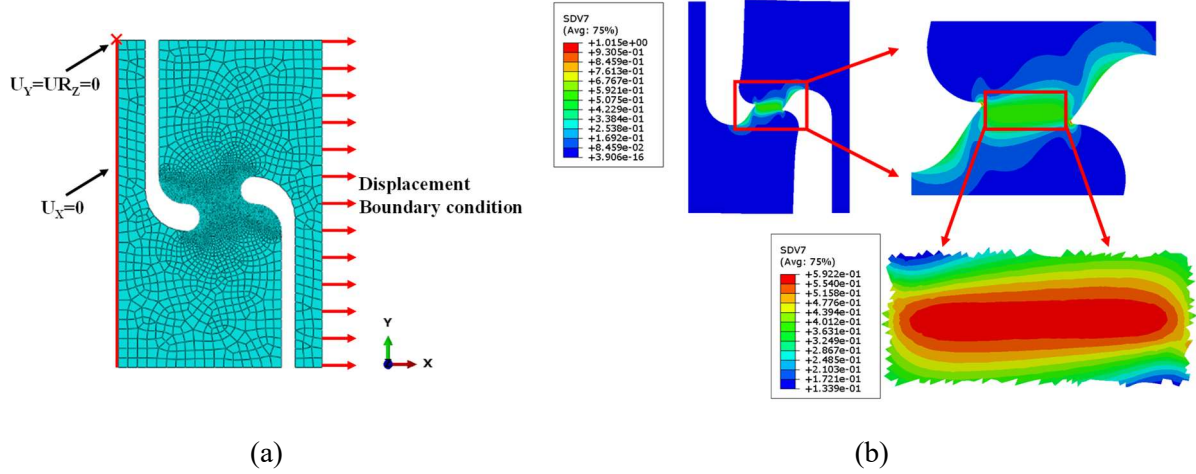 U_Y=UR_Z=0
U_X=0
Displacement
Boundary condition
Y
X
(a)
SDV7
(Avg: 75%)
+1.015e+00
+9.305e-01
+8.459e-01
+7.613e-01
+6.767e-01
+5.921e-01
+5.075e-01
+4.229e-01
+3.384e-01
+2.538e-01
+1.692e-01
+8.459e-02
+3.906e-16
SDV7
(Avg: 75%)
+5.922e-01
+5.540e-01
+5.158e-01
+4.776e-01
+4.394e-01
+4.012e-01
+3.631e-01
+3.249e-01
+2.867e-01
+2.485e-01
+2.103e-01
+1.721e-01
+1.339e-01
(b)